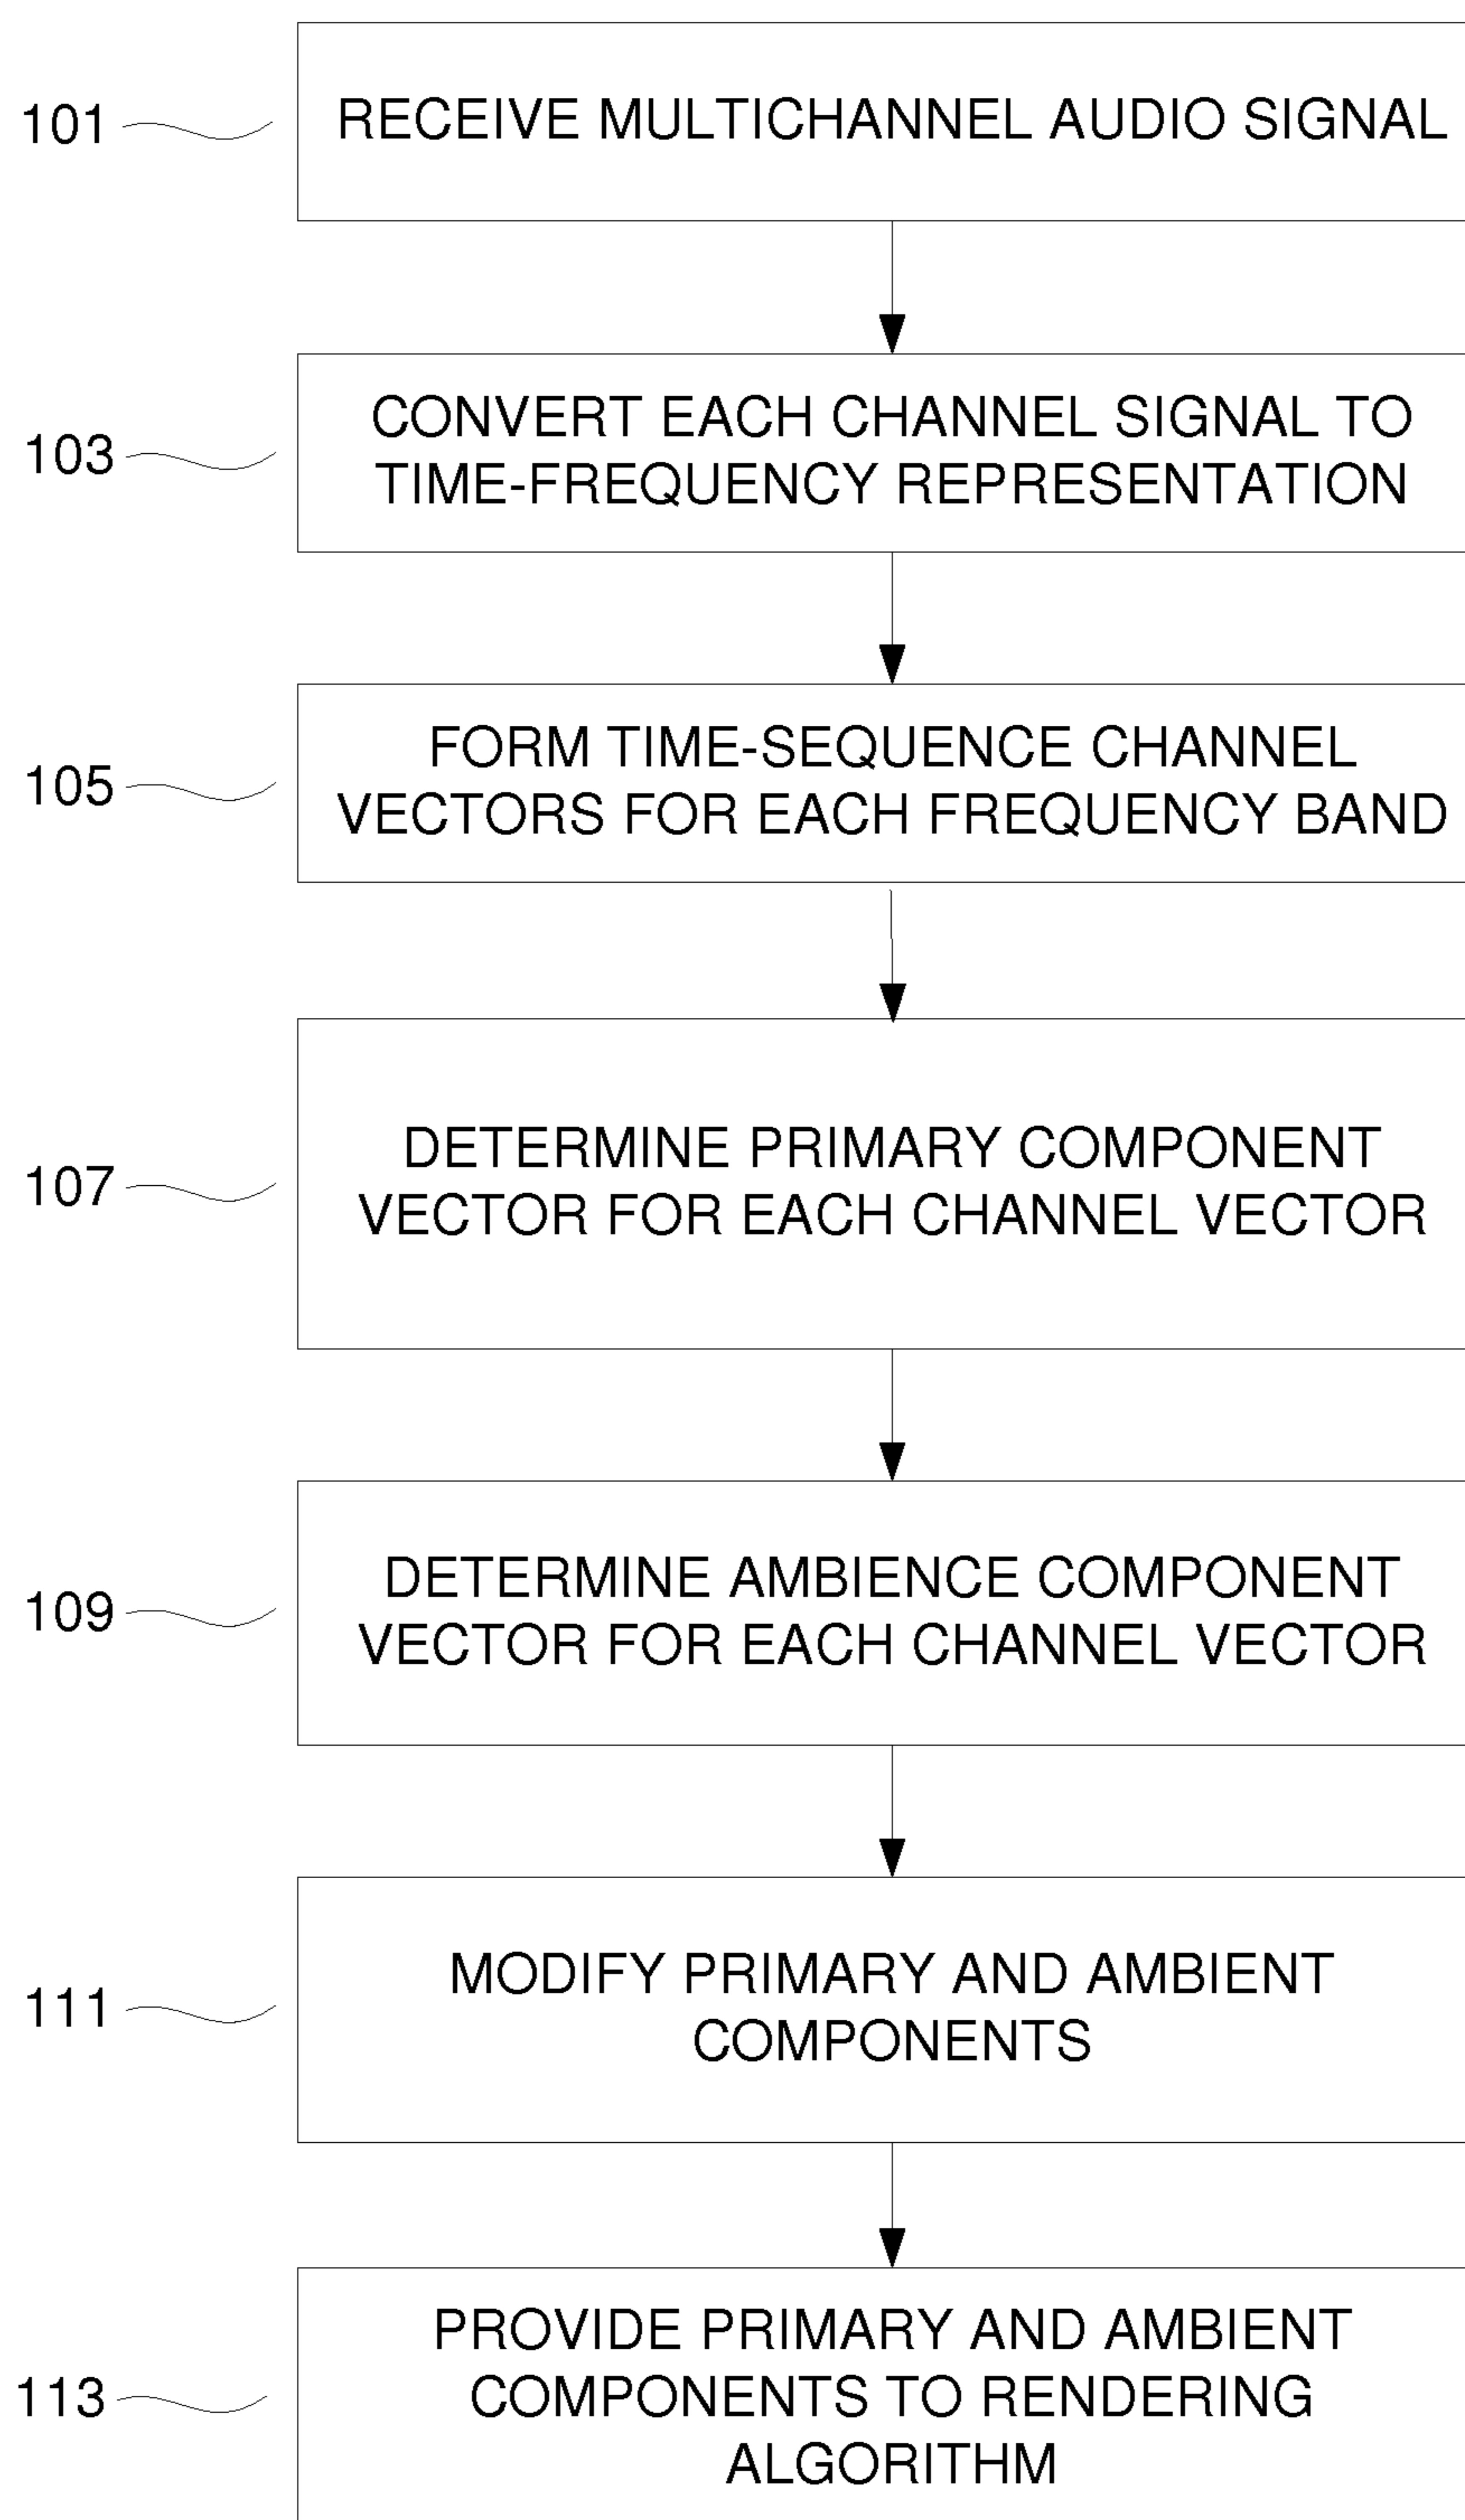 101
RECEIVE MULTICHANNEL AUDIO SIGNAL
103
CONVERT EACH CHANNEL SIGNAL TO
TIME-FREQUENCY REPRESENTATION
105
FORM TIME-SEQUENCE CHANNEL
VECTORS FOR EACH FREQUENCY BAND
107
DETERMINE PRIMARY COMPONENT
VECTOR FOR EACH CHANNEL VECTOR
109
DETERMINE AMBIENCE COMPONENT
VECTOR FOR EACH CHANNEL VECTOR
111
MODIFY PRIMARY AND AMBIENT
COMPONENTS
113
PROVIDE PRIMARY AND AMBIENT
COMPONENTS TO RENDERING
ALGORITHM